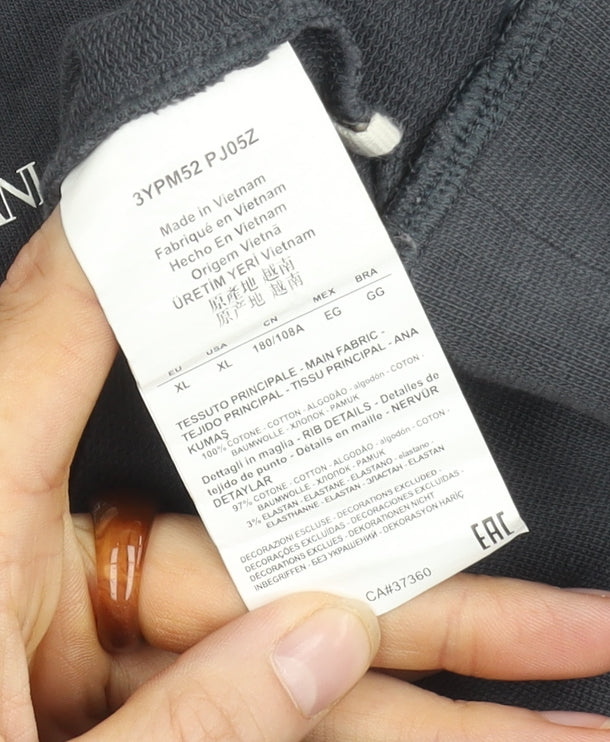 3YPM52 PJ05Z
Made in Vietnam
Fabriqué en Vietnam
Hecho En Vietnam
Origem Vietnã
ÜRETİM YERİ Vietnam
原產地 越南
原产地 越南
EU USA CN MEX BRA
XL XL 180/108A EG GG
TESSUTO PRINCIPALE - MAIN FABRIC -
TEJIDO PRINCIPAL - TISSU PRINCIPAL - ANA
KUMAŞ
100% COTONE - COTTON - ALGODÃO - algodón - COTON -
BAUMWOLLE - ХЛОПОК - PAMUK
Dettagli in maglia - RIB DETAILS - Detalles de
tejido de punto - Détails en maille - NERVÜR
DETAYLAR
97% COTONE - COTTON - ALGODÃO - algodón - COTON -
BAUMWOLLE - ХЛОПОК - PAMUK
3% ELASTAN - ELASTANE - ELASTANO - elastano -
ELASTHANNE - ELASTAN - ЭЛАСТАН - ELASTAN
DECORAZIONI ESCLUSE - DECORATIONS EXCLUDED -
DECORAÇÕES EXCLUÍDAS - DECORACIONES EXCLUIDAS -
DÉCORATIONS EXCLUES - DEKORATIONEN NICHT
INBEGRIFFEN - БЕЗ УКРАШЕНИЙ - DEKORASYON HARİÇ
EAC
CA#37360